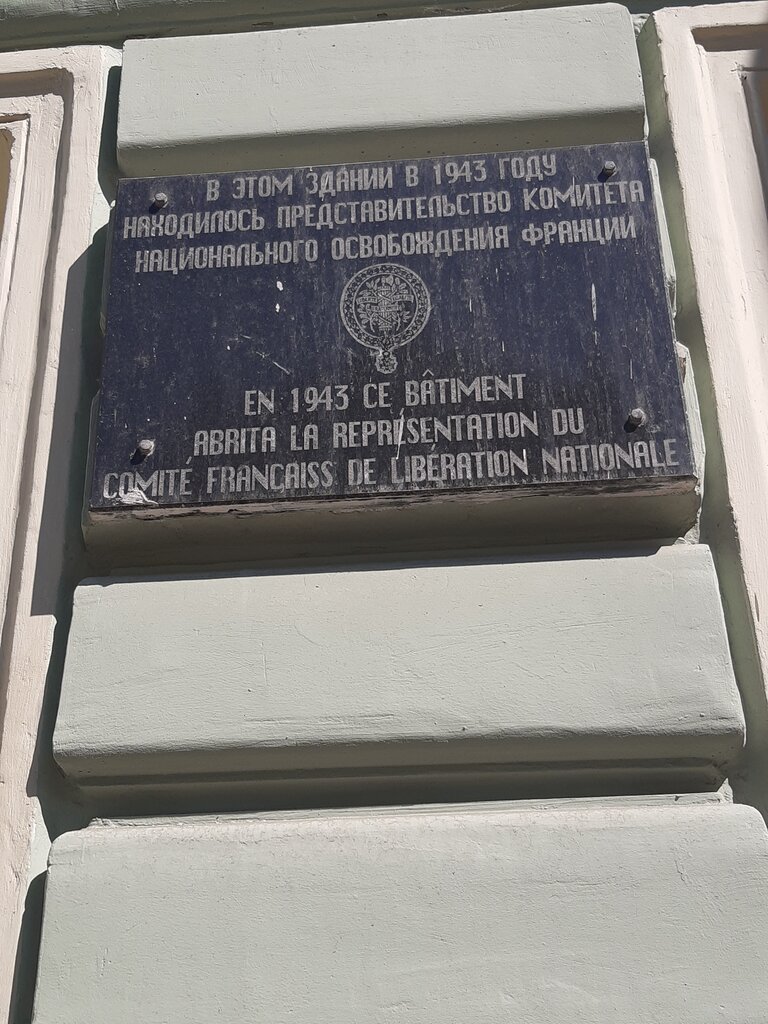 В ЭТОМ ЗДАНИИ В 1943 ГОДУ
НАХОДИЛОСЬ ПРЕДСТАВИТЕЛЬСТВО КОМИТЕТА
НАЦИОНАЛЬНОГО ОСВОБОЖДЕНИЯ ФРАНЦИИ
EN 1943 CE BÂTIMENT
ABRITA LA REPRÉSENTATION DU
COMITÉ FRANÇAISS DE LIBÉRATION NATIONALE